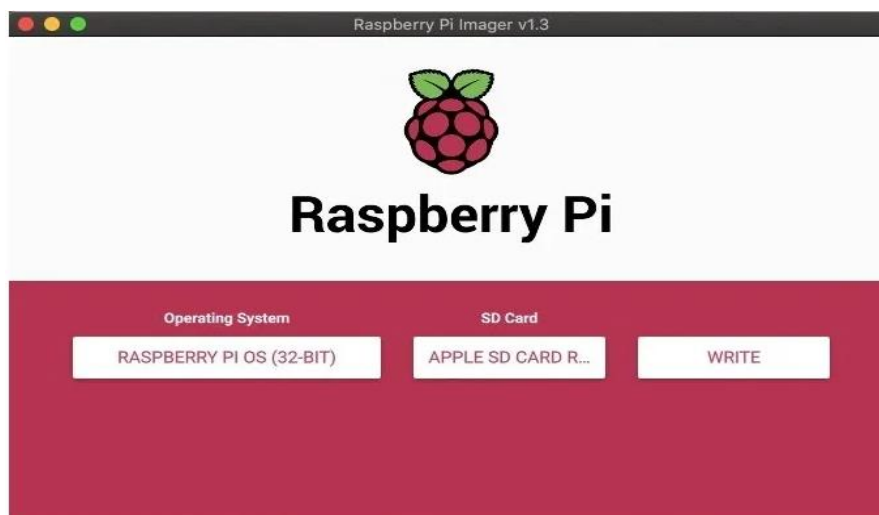 Raspberry Pi Imager v1.3
Raspberry Pi
Operating System
SD Card
RASPBERRY PI OS (32-BIT)
APPLE SD CARD R...
WRITE